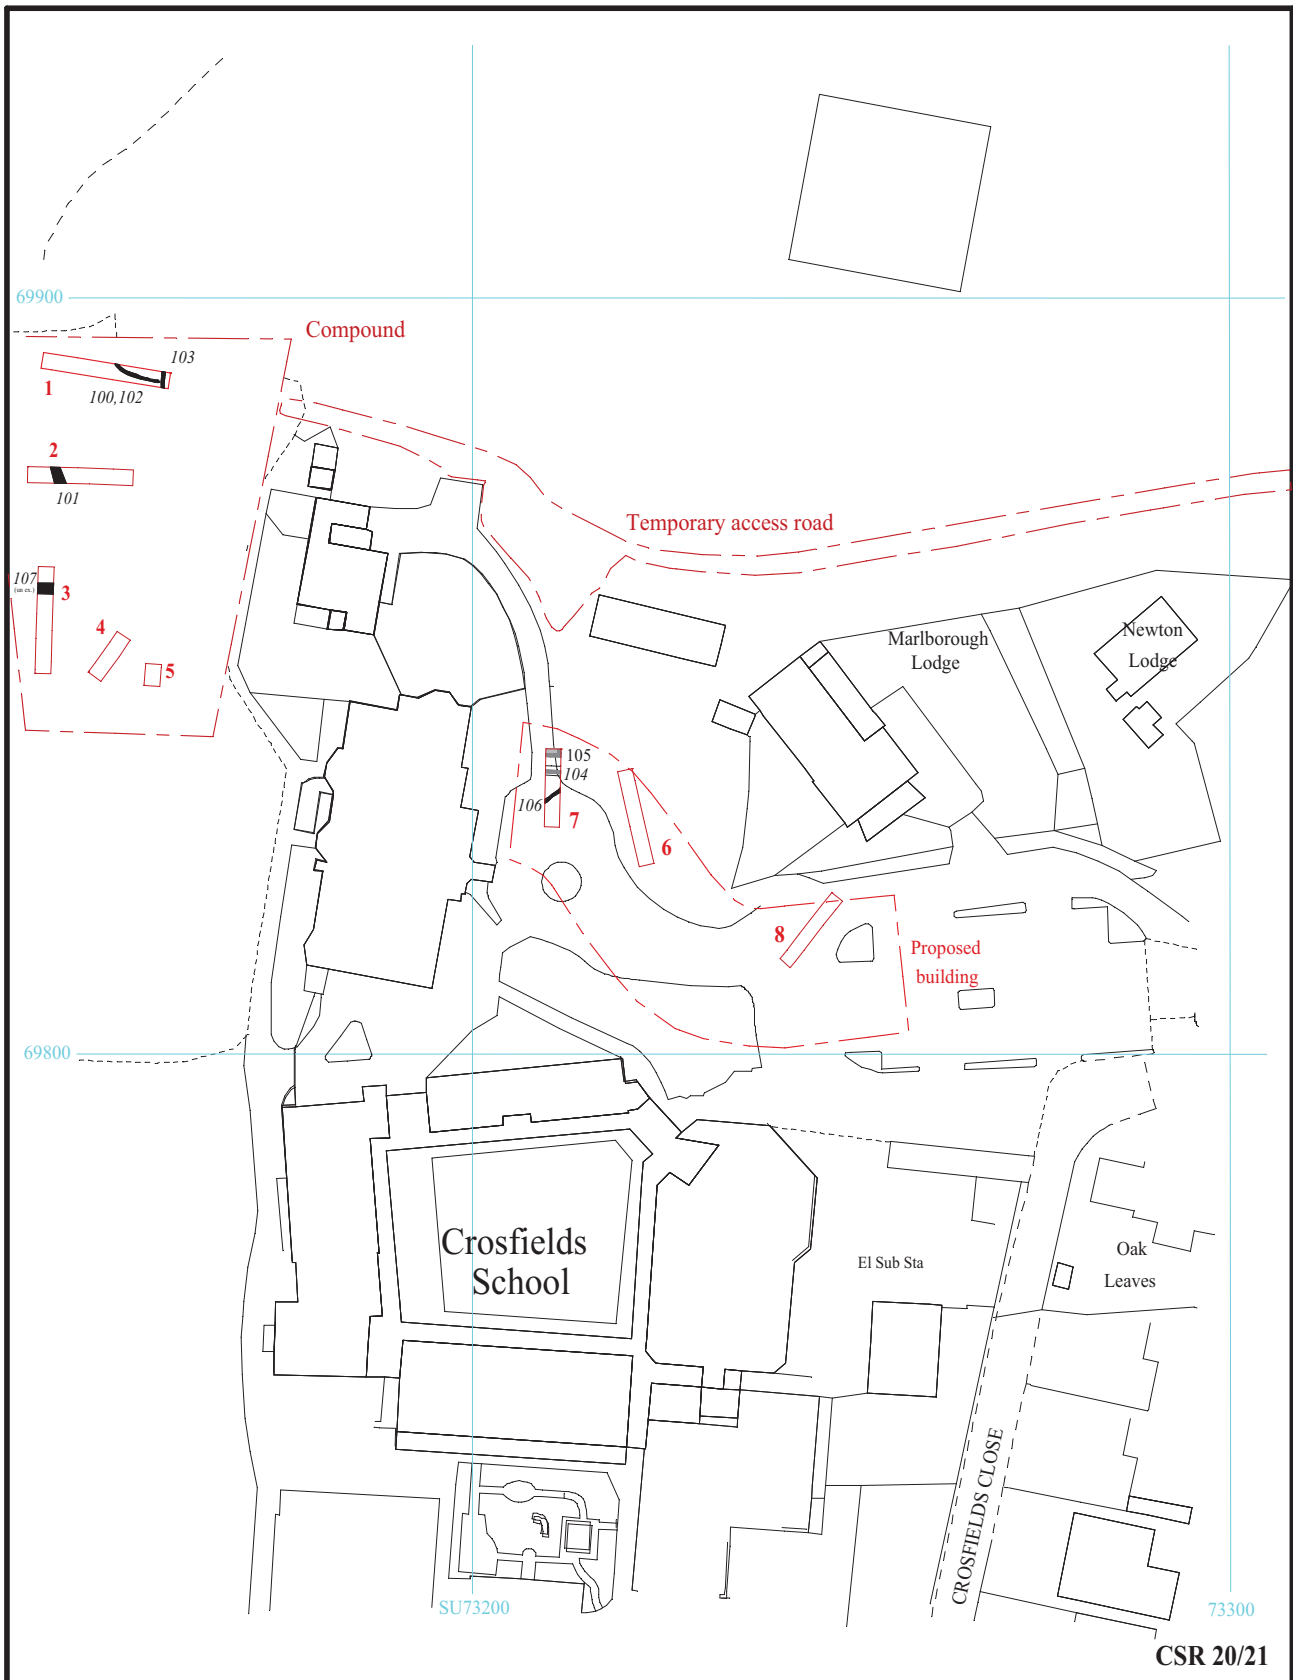 69900
Compound
103
1
100,102
2
101
Temporary access road
107
(un ex.)
3
4
5
Marlborough
Lodge
Newton
Lodge
105
104
106
7
6
8
Proposed
building
69800
Crosfields
School
El Sub Sta
Oak
Leaves
CROSFIELDS CLOSE
SU73200
73300
CSR 20/21